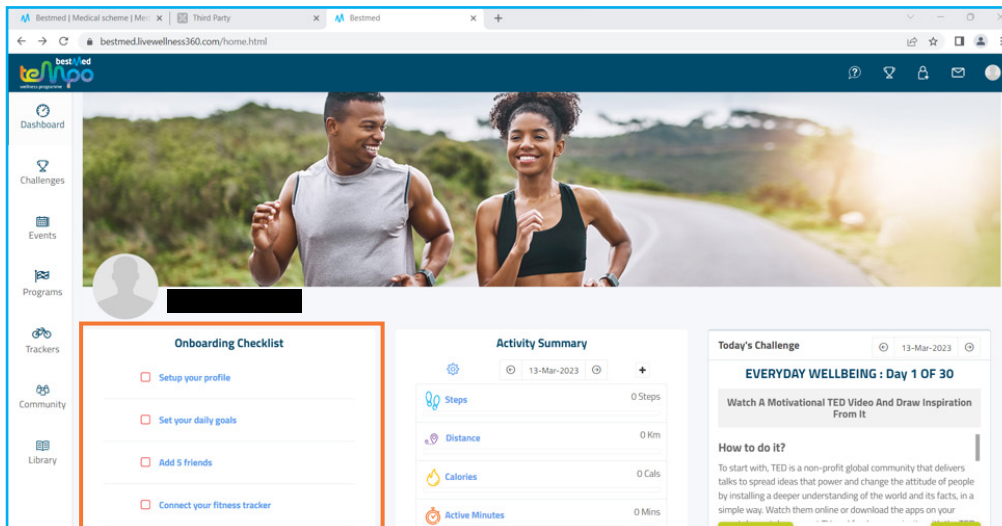 Bestmed | Medical scheme | Med
Third Party
Bestmed
bestmed.livewellness360.com/home.html
bestmed
tempo
wellness programme
Dashboard
Challenges
Events
Programs
Trackers
Community
Library
Onboarding Checklist
Setup your profile
Set your daily goals
Add 5 friends
Connect your fitness tracker
Activity Summary
13-Mar-2023
Steps 0 Steps
Distance 0 Km
Calories 0 Cals
Active Minutes 0 Mins
Today's Challenge 13-Mar-2023
EVERYDAY WELLBEING : Day 1 OF 30
Watch A Motivational TED Video And Draw Inspiration
From It
How to do it?
To start with, TED is a non-profit global community that delivers
talks to spread ideas that power and change the attitude of people
by installing a deeper understanding of the world and its facts, in a
simple way. Watch them online or download the apps on your